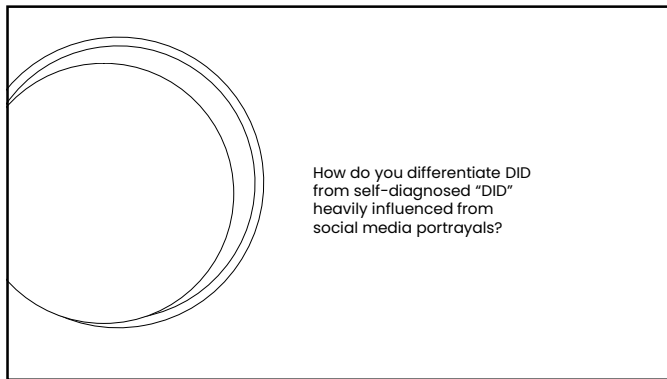 How do you differentiate DID
from self-diagnosed “DID”
heavily influenced from
social media portrayals?